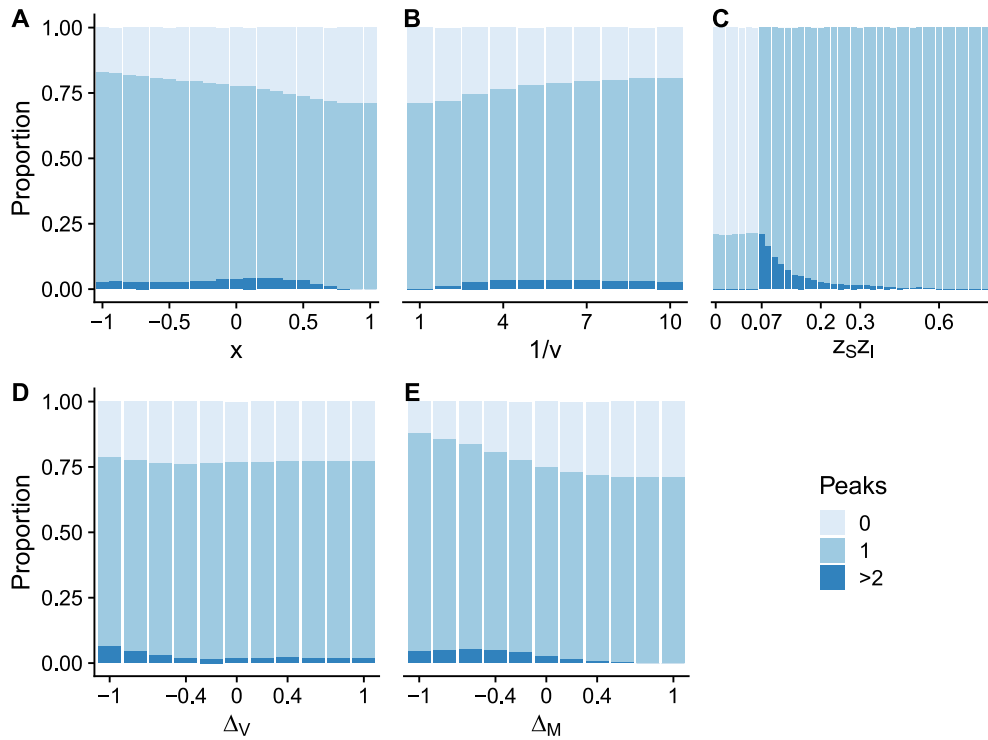 A
B
C
Proportion
1.00
0.75
0.50
0.25
0.00
−1 −0.5 0 0.5 1
x
1 4 7 10
1/v
0 0.07 0.2 0.3 0.6
zSzI
D
E
Proportion
1.00
0.75
0.50
0.25
0.00
−1 −0.4 0 0.4 1
ΔV
−1 −0.4 0 0.4 1
ΔM
Peaks
0
1
>2